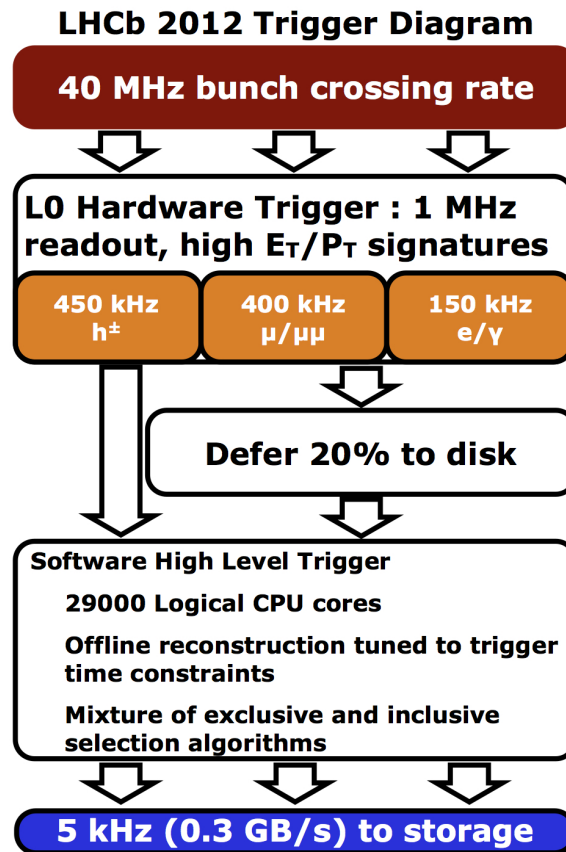 LHCb 2012 Trigger Diagram
40 MHz bunch crossing rate
L0 Hardware Trigger : 1 MHz
readout, high E_T/P_T signatures
450 kHz
h±
400 kHz
μ/μμ
150 kHz
e/γ
Defer 20% to disk
Software High Level Trigger
29000 Logical CPU cores
Offline reconstruction tuned to trigger
time constraints
Mixture of exclusive and inclusive
selection algorithms
5 kHz (0.3 GB/s) to storage